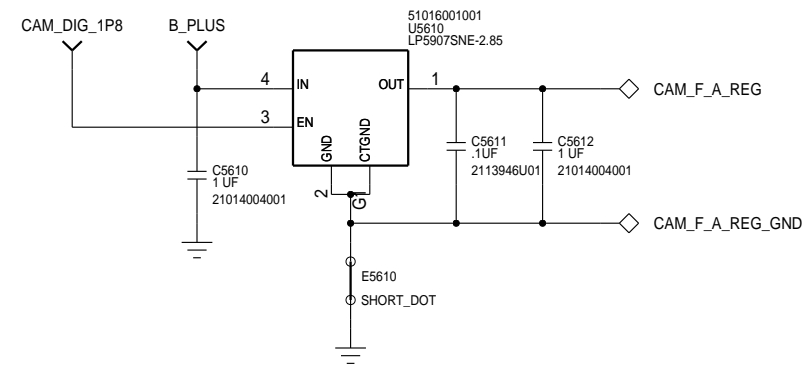 51016001001
U5610
LP5907SNE-2.85
CAM_DIG_1P8
B_PLUS
4
IN
OUT
1
CAM_F_A_REG
3
EN
GND
CTGND
C5610
1 UF
21014004001
C5611
.1UF
2113946U01
C5612
1 UF
21014004001
2
G1
CAM_F_A_REG_GND
E5610
SHORT_DOT